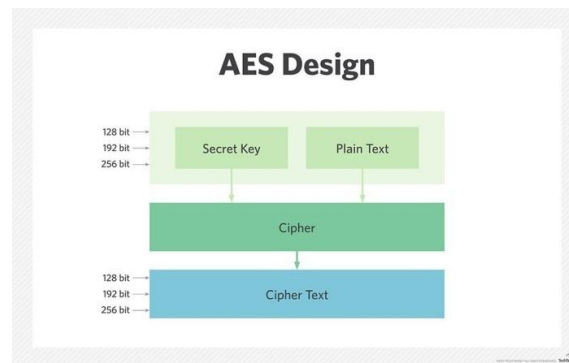 AES Design
128 bit
192 bit
256 bit
Secret Key
Plain Text
Cipher
128 bit
192 bit
256 bit
Cipher Text